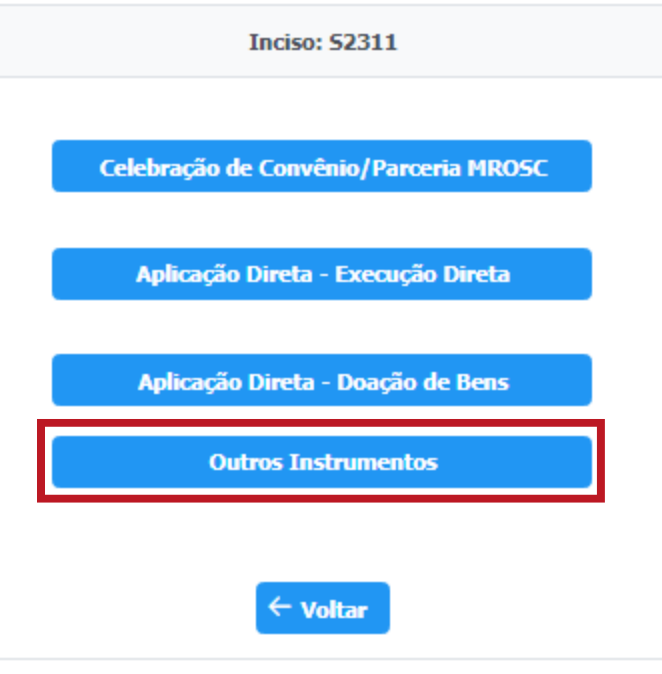 Inciso: S2311
Celebração de Convênio/Parceria MROSC
Aplicação Direta - Execução Direta
Aplicação Direta - Doação de Bens
Outros Instrumentos
← Voltar